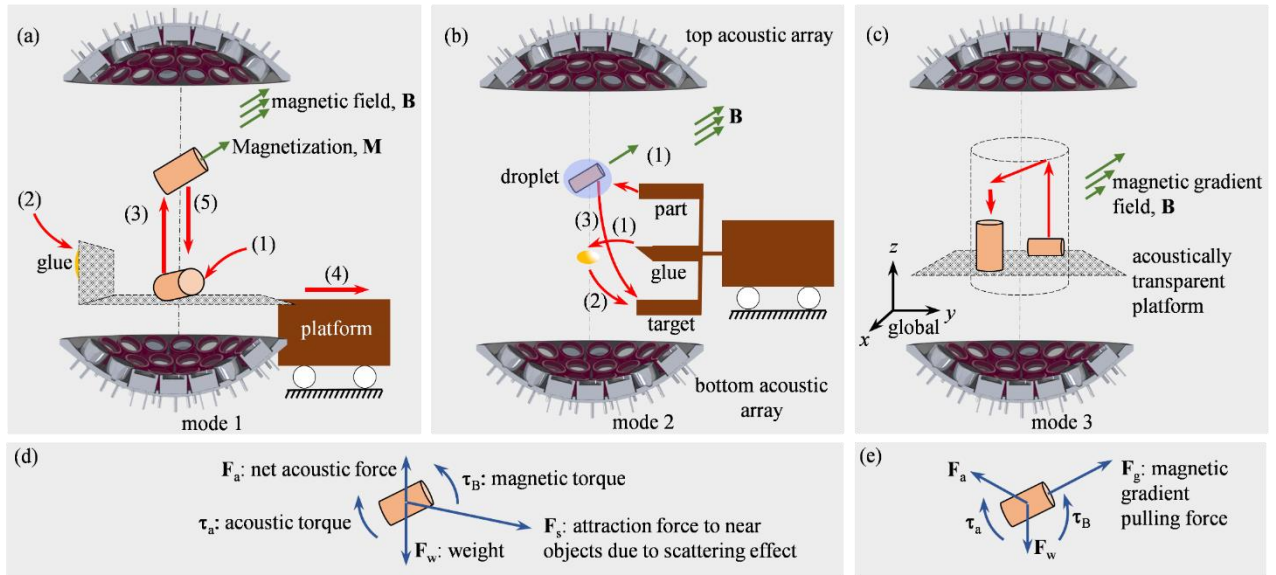 (a)
magnetic field, B
Magnetization, M
(2)
(3)
(5)
(1)
glue
(4)
platform
mode 1
(b)
top acoustic array
B
(1)
droplet
part
(3)
(1)
glue
(2)
target
bottom acoustic
array
mode 2
(c)
magnetic gradient
field, B
z
acoustically
transparent
platform
y
global
x
mode 3
(d)
Fa: net acoustic force
τB: magnetic torque
τa: acoustic torque
Fs: attraction force to near
objects due to scattering effect
Fw: weight
(e)
Fa
Fg: magnetic
gradient
pulling force
τa
τB
Fw